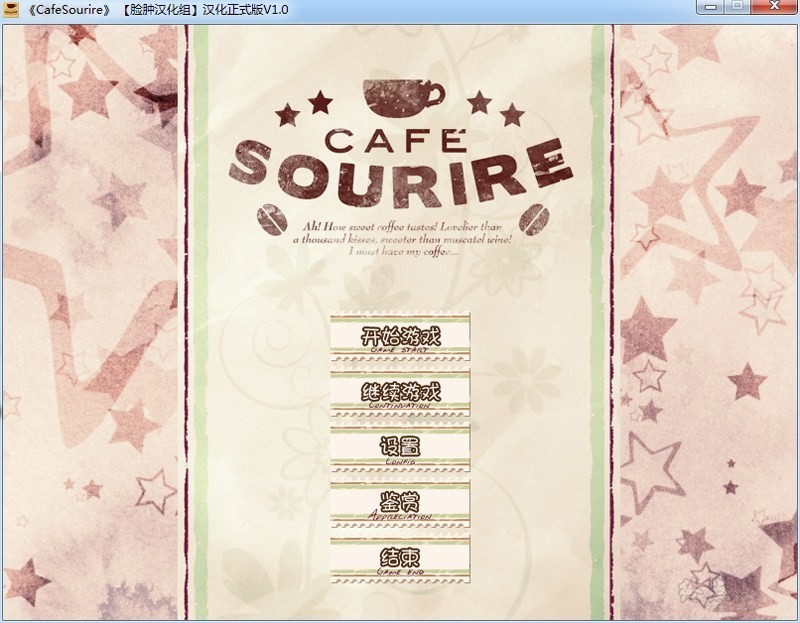 《CafeSourire》 【脸肿汉化组】汉化正式版V1.0
CAFÉ
SOURIRE
Ah! How sweet coffee tastes! Lovelier than
a thousand kisses, sweeter than muscatel wine!
I must have my coffee...
开始游戏
GAME START
继续游戏
CONTINUATION
设置
CONFIG
鉴赏
APPRECIATION
结束
GAME END